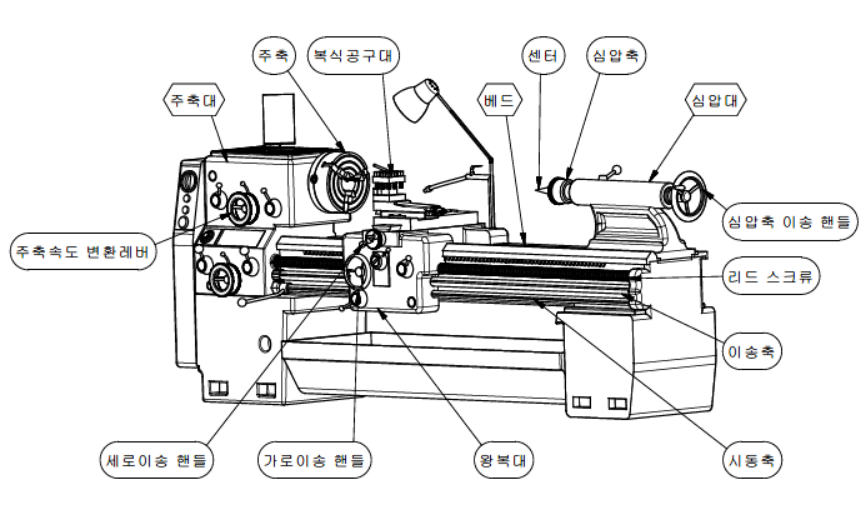 주축
복식공구대
센터
심압축
주축대
베드
심압대
심압축 이송 핸들
주축속도 변환레버
리드 스크류
이송축
세로이송 핸들
가로이송 핸들
왕복대
시동축